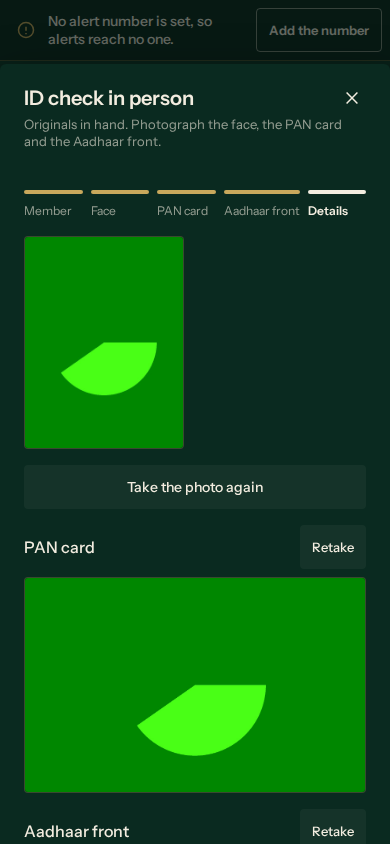 No alert number is set, so
alerts reach no one.
Add the number
ID check in person
Originals in hand. Photograph the face, the PAN card
and the Aadhaar front.
Member
Face
PAN card
Aadhaar front
Details
Take the photo again
PAN card
Retake
Aadhaar front
Retake